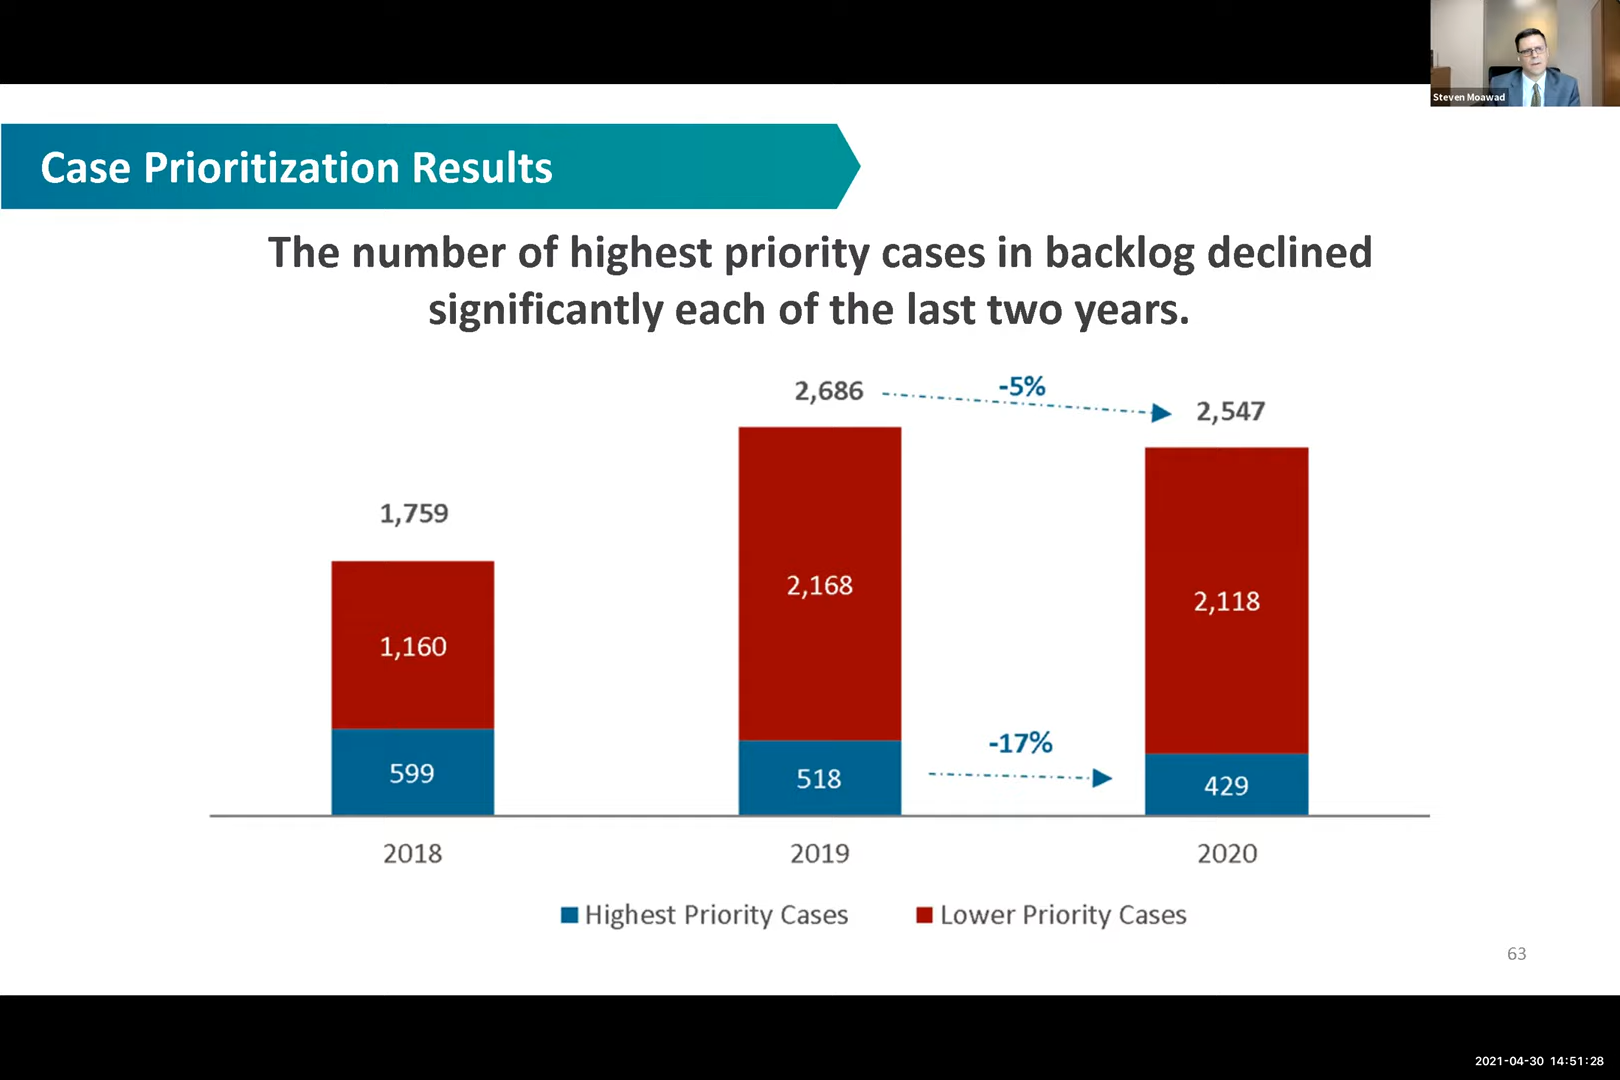 Steven Moawad
Case Prioritization Results
The number of highest priority cases in backlog declined
significantly each of the last two years.
2,686
-5%
2,547
1,759
2,168
2,118
1,160
-17%
599
518
429
2018
2019
2020
Highest Priority Cases
Lower Priority Cases
63
2021-04-30 14:51:28